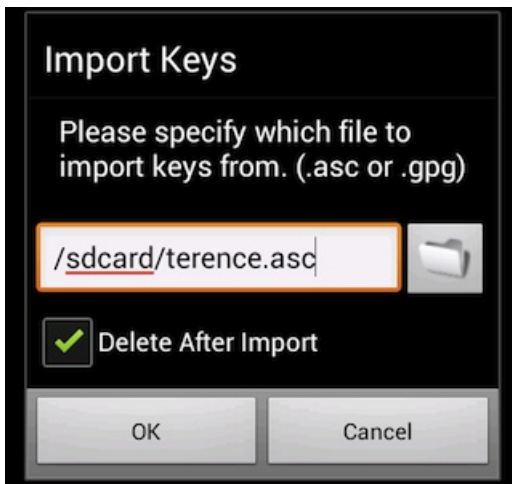 Import Keys
Please specify which file to
import keys from. (.asc or .gpg)
/sdcard/terence.asc
Delete After Import
OK
Cancel